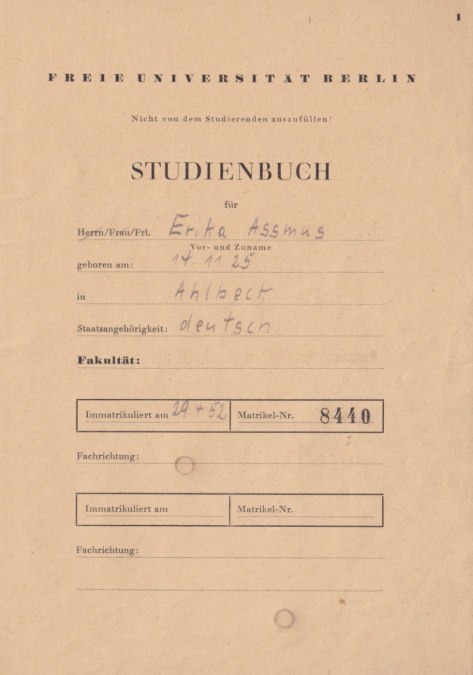 1
FREIE UNIVERSITÄT BERLIN
Nicht von dem Studierenden auszufüllen!
STUDIENBUCH
für
Herrn/Frau/Frl. Erika Assmus
Vor- und Zuname
geboren am: 14 11 25
in Ahlbeck
Staatsangehörigkeit: deutsch
Fakultät:
Immatrikuliert am 29 4 52 Matrikel-Nr. 8440
Fachrichtung:
Immatrikuliert am Matrikel-Nr.
Fachrichtung: